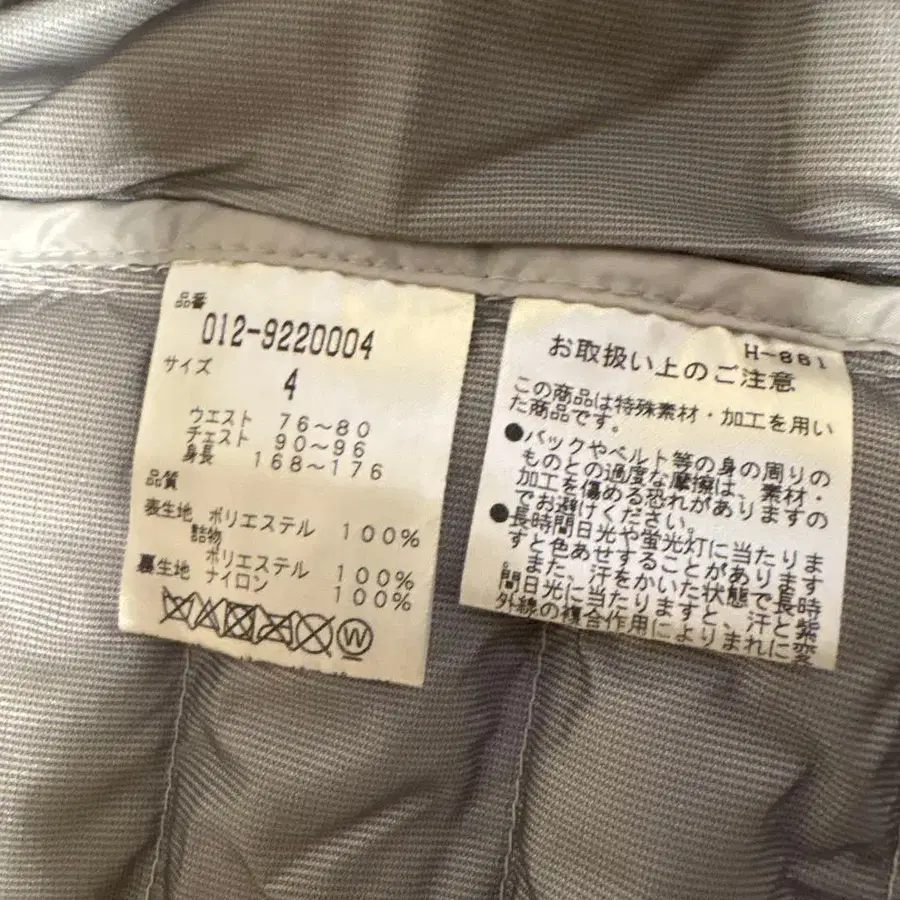 品番
012-9220004
サイズ
4
ウエスト 76～80
チェスト 90～96
身長 168～176
品質
表生地 ポリエステル 100%
詰物
ポリエステル 100%
裏生地 ナイロン 100%
W
H-881
お取扱い上のご注意
この商品は特殊素材・加工を用い
た商品です。
●バックやベルト等の身の周りの
ものとの過度な摩擦は、素材・
加工を傷める恐れがありますの
でお避けください。
●長時間日光や蛍光灯に当たりま
すと色あせすることがあります
。また、汗をかいた状態で長時
間日光に当たりますと、汗と紫
外線の複合作用によりまれに変